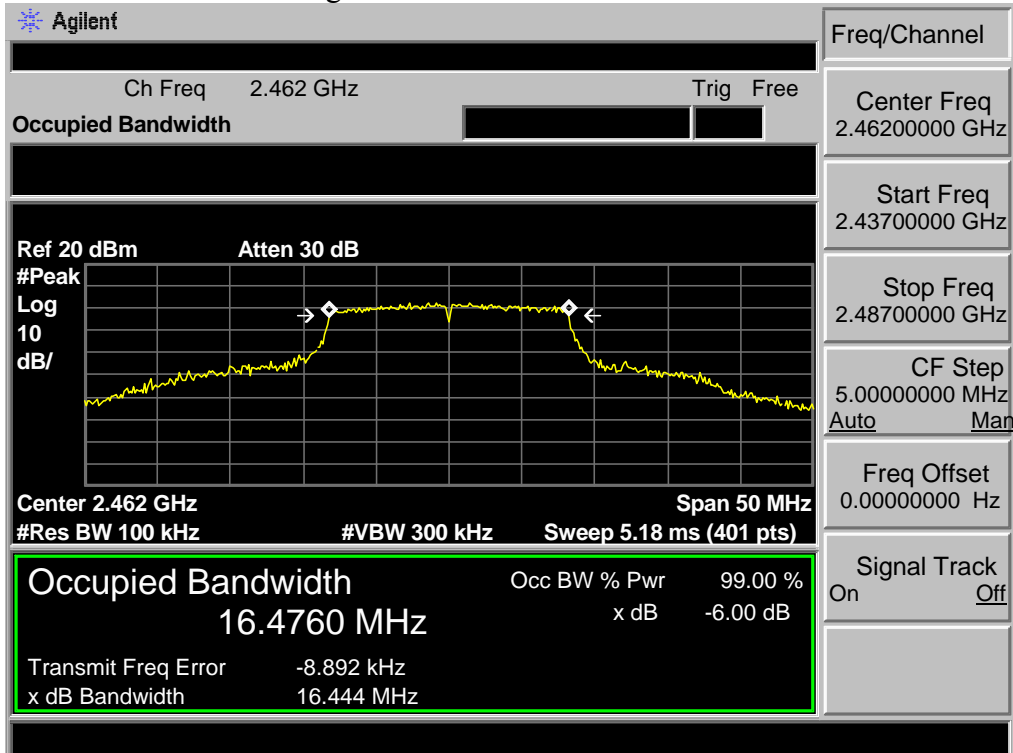 Agilent
Freq/Channel
Ch Freq 2.462 GHz Trig Free
Occupied Bandwidth
Center Freq
2.46200000 GHz
Start Freq
2.43700000 GHz
Stop Freq
2.48700000 GHz
CF Step
5.00000000 MHz
Auto Man
Freq Offset
0.00000000 Hz
Signal Track
On Off
Ref 20 dBm Atten 30 dB
#Peak
Log
10
dB/
Center 2.462 GHz Span 50 MHz
#Res BW 100 kHz #VBW 300 kHz Sweep 5.18 ms (401 pts)
Occupied Bandwidth Occ BW % Pwr 99.00 %
16.4760 MHz x dB -6.00 dB
Transmit Freq Error -8.892 kHz
x dB Bandwidth 16.444 MHz